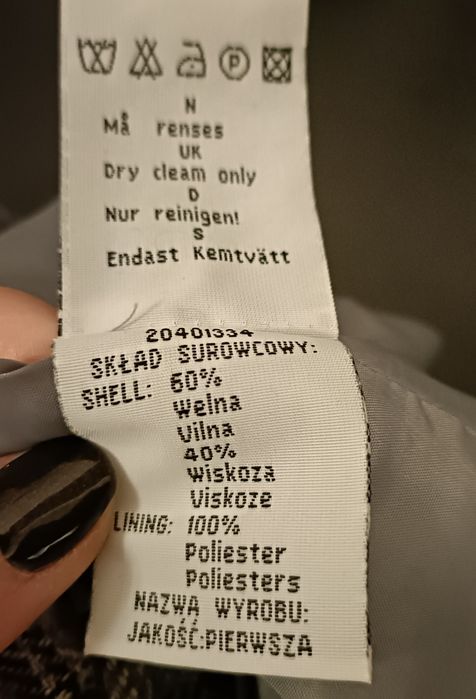 P
N
Må renses
UK
Dry cleam only
D
Nur reinigen!
S
Endast Kemtvätt
20401334
SKŁAD SUROWCOWY:
SHELL: 60%
Wełna
Vilna
40%
Wiskoza
Viskoze
LINING: 100%
Poliester
Poliesters
NAZWA WYROBU:
JAKOŚĆ:PIERWSZA